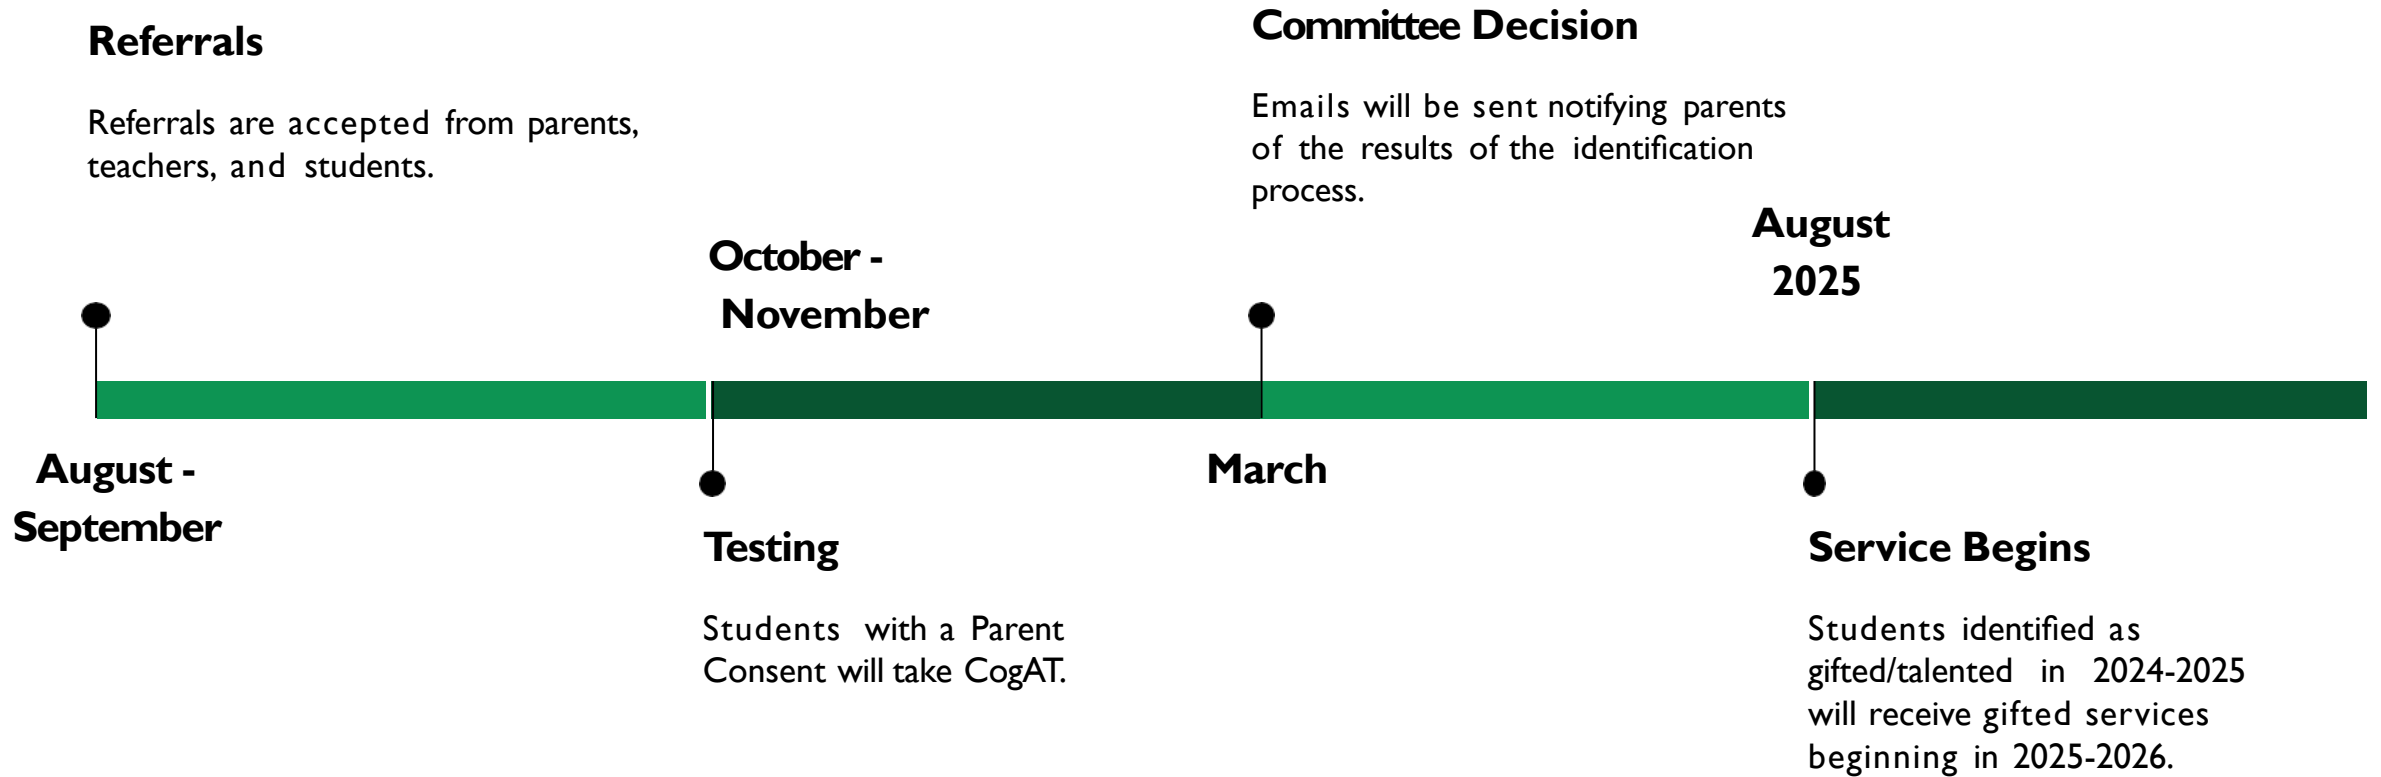 Referrals
Referrals are accepted from parents,
teachers, and students.
August -
September
October -
November
Testing
Students with a Parent
Consent will take CogAT.
Committee Decision
Emails will be sent notifying parents
of the results of the identification
process.
March
August
2025
Service Begins
Students identified as
gifted/talented in 2024-2025
will receive gifted services
beginning in 2025-2026.